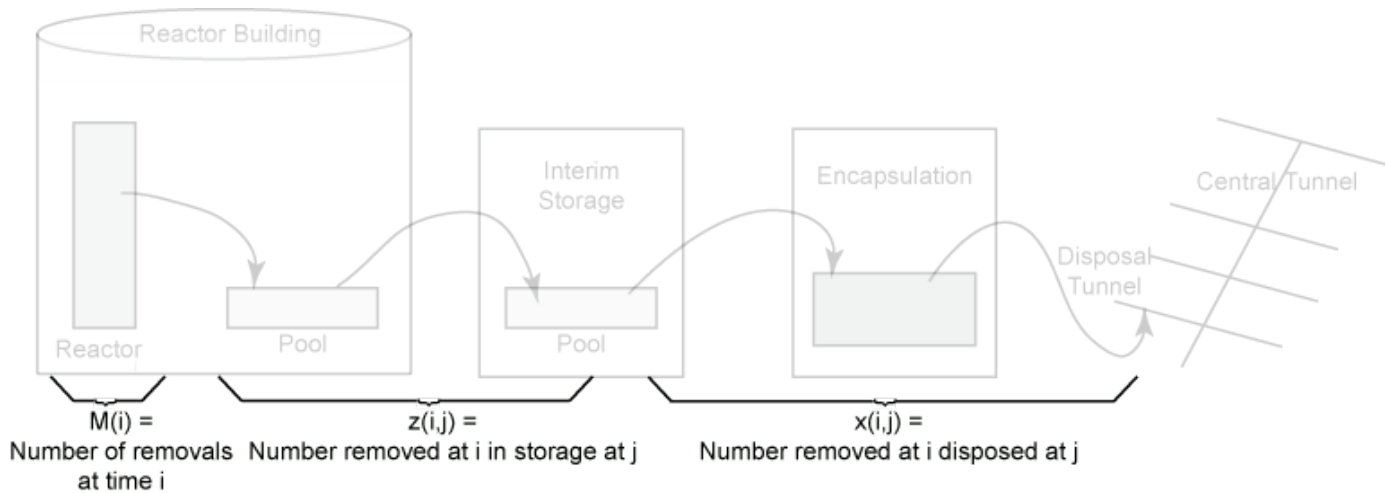 Reactor Building
Interim
Storage
Encapsulation
Central Tunnel
Disposal
Tunnel
Reactor
Pool
Pool
M(i) =
Number of removals
at time i
z(i,j) =
Number removed at i in storage at j
x(i,j) =
Number removed at i disposed at j